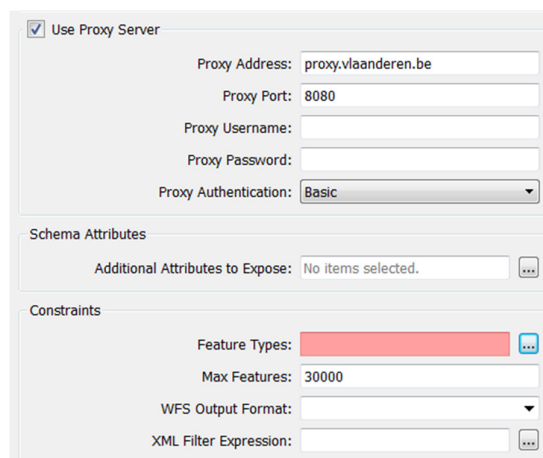 Use Proxy Server
Proxy Address: proxy.vlaanderen.be
Proxy Port: 8080
Proxy Username:
Proxy Password:
Proxy Authentication: Basic
Schema Attributes
Additional Attributes to Expose: No items selected. ...
Constraints
Feature Types: ...
Max Features: 30000
WFS Output Format:
XML Filter Expression: ...